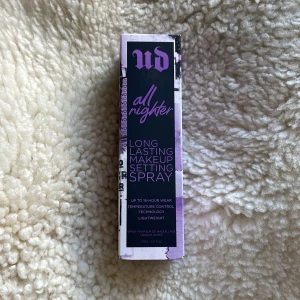 ud
all
nighter
LONG
LASTING
MAKEUP
SETTING
SPRAY
UP TO 16-HOUR WEAR
TEMPERATURE CONTROL
TECHNOLOGY
LIGHTWEIGHT